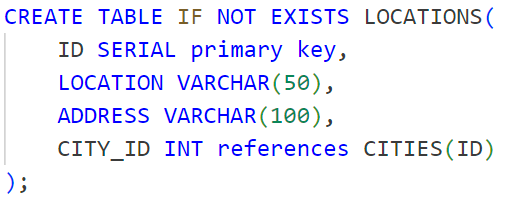 CREATE TABLE IF NOT EXISTS LOCATIONS(
    ID SERIAL primary key,
    LOCATION VARCHAR(50),
    ADDRESS VARCHAR(100),
    CITY_ID INT references CITIES(ID)
);